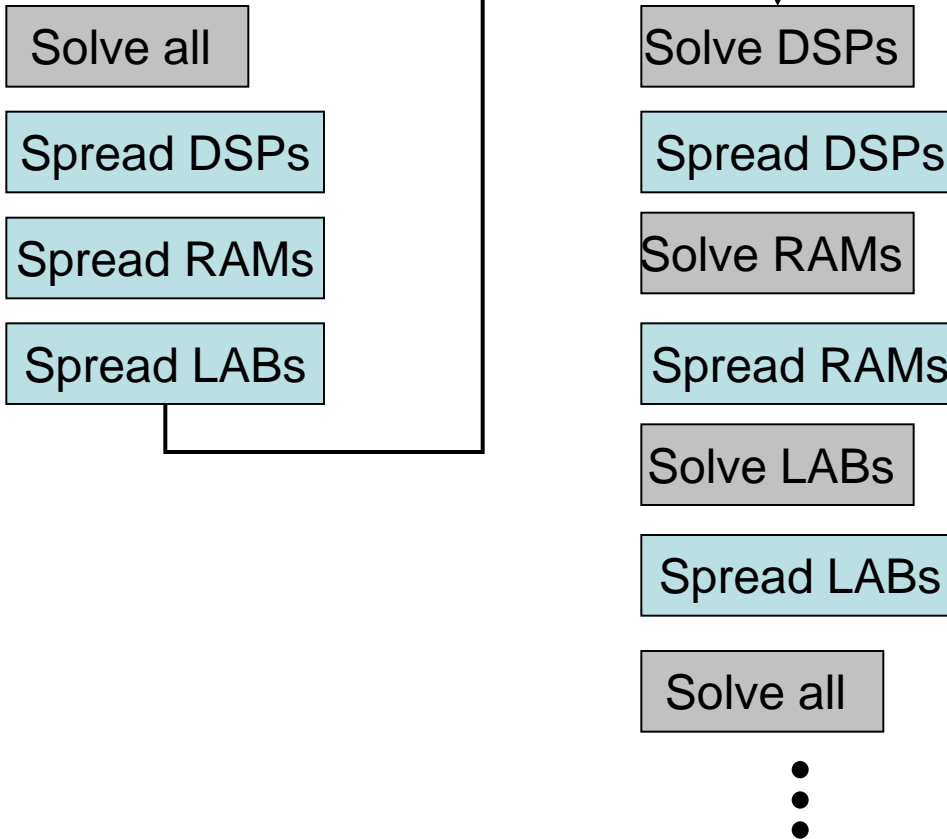 Solve all
Spread DSPs
Spread RAMs
Spread LABs
Solve DSPs
Spread DSPs
Solve RAMs
Spread RAMs
Solve LABs
Spread LABs
Solve all